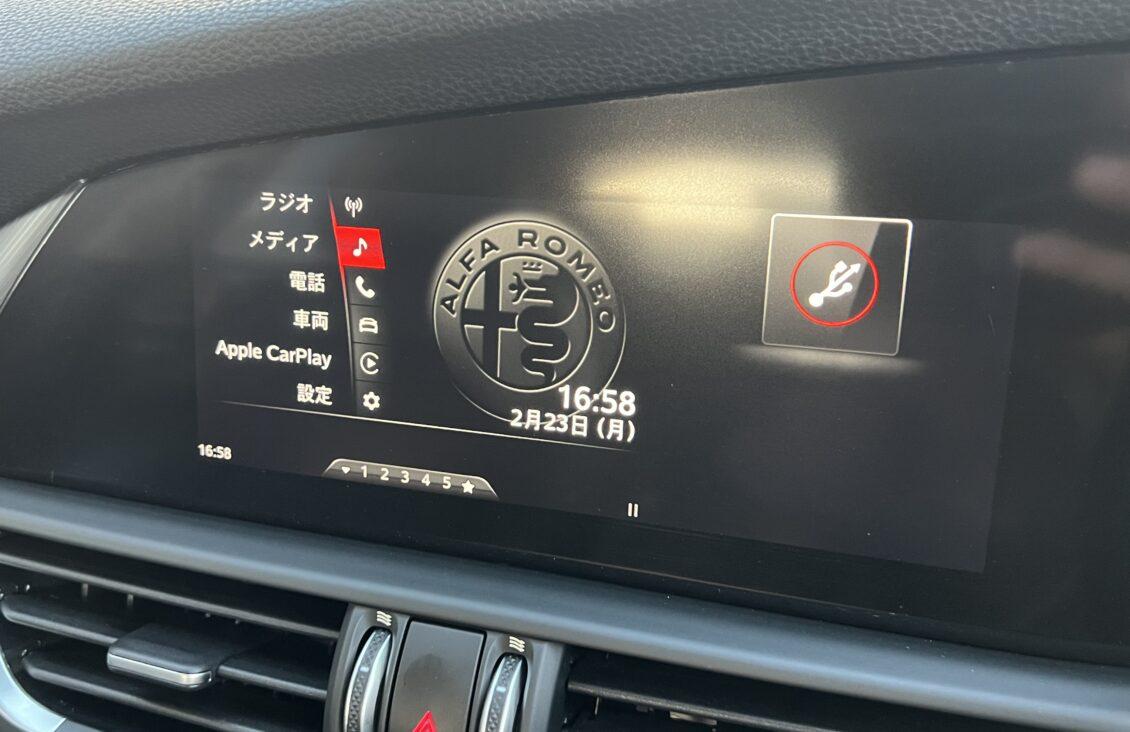 ラジオ
メディア
電話
車両
Apple CarPlay
設定
ALFA ROMEO
16:58
2月23日 (月)
16:58
1 2 3 4 5